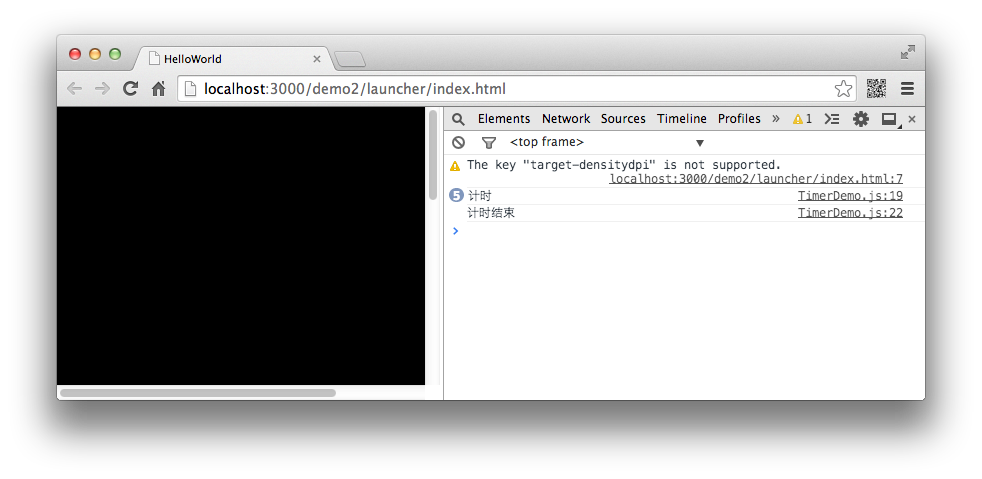 HelloWorld
localhost:3000/demo2/launcher/index.html
Elements Network Sources Timeline Profiles » 1
<top frame>
The key "target-densitydpi" is not supported.
localhost:3000/demo2/launcher/index.html:7
5 计时 TimerDemo.js:19
计时结束 TimerDemo.js:22